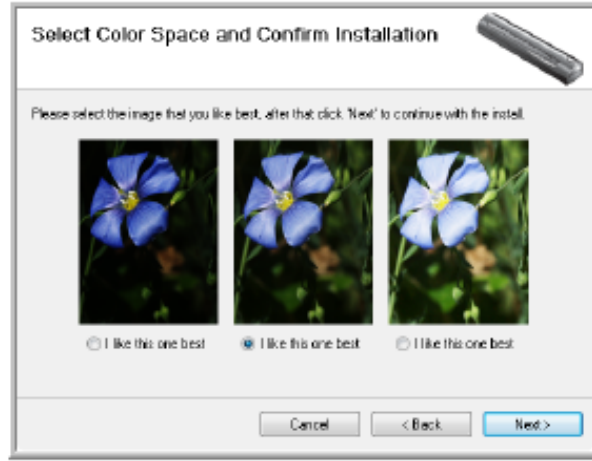 Select Color Space and Confirm Installation
Please select the image that you like best, after that click 'Next' to continue with the install.
I like this one best
I like this one best
I like this one best
Cancel
< Back
Next >